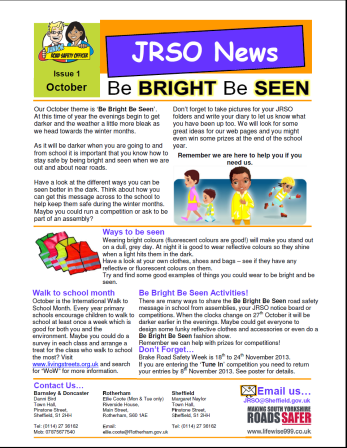 JRSO News
ROAD SAFETY OFFICER
Issue 1
October
Be BRIGHT Be SEEN
Our October theme is 'Be Bright Be Seen'.
At this time of year the evenings begin to get
darker and the weather a little more bleak as
we head towards the winter months.
As it will be darker when you are going to and
from school it is important that you know how to
stay safe by being bright and seen when we are
out and about near roads.
Have a look at the different ways you can be
seen better in the dark. Think about how you
can get this message across to the school to
help keep them safe during the winter months.
Maybe you could run a competition or ask to be
part of an assembly?
Don't forget to take pictures for your JRSO
folders and write your diary to let us know what
you have been up too. We will look for some
great ideas for our web pages and you might
even win some prizes at the end of the school
year.
Remember we are here to help you if you
need us.
Ways to be seen
Wearing bright colours (fluorescent colours are good!) will make you stand out
on a dull, grey day. At night it is good to wear reflective colours so they shine
when a light hits them in the dark.
Have a look at your own clothes, shoes and bags – see if they have any
reflective or fluorescent colours on them.
Try and find some good examples of things you could wear to be bright and be
seen.
Walk to school month
October is the International Walk to
School Month. Every year primary
schools encourage children to walk to
school at least once a week which is
good for both you and the
environment. Maybe you could do a
survey in each class and arrange a
treat for the class who walk to school
the most? Visit
www.livingstreets.org and search
for "WoW" for more information.
Be Bright Be Seen Activities!
There are many ways to share the Be Bright Be Seen road safety
message in school from assemblies, your JRSO notice board or
competitions. When the clocks change on 27th October it will be
darker earlier in the evenings. Maybe could get everyone to
design some funky reflective clothes and accessories or even do a
Be Bright Be Seen fashion show.
Remember we can help with prizes for competitions!
Don't Forget…
Brake Road Safety Week is 18th to 24th November 2013.
If you are entering the 'Tune In' competition you need to return
your entries by 8th November 2013. See poster for details.
Contact Us…
Barnsley & Doncaster
Town Hall,
Pinstone Street,
Sheffield, S1 2HH
Tel: (0114) 27 36162
Rotherham
Ellie Coote (Mon & Tue only)
Riverside House,
Main Street,
Rotherham, S60 1AE
Email:
ellie.coote@Rotherham.gov.uk
Sheffield
Margaret Naylor
Town Hall,
Pinstone Street,
Sheffield, S1 2HH
Tel: (0114) 27 36162
Email us…
JRSO@Sheffield.gov.uk
MAKING SOUTH YORKSHIRE
ROADS SAFER
www.lifewise999.co.uk